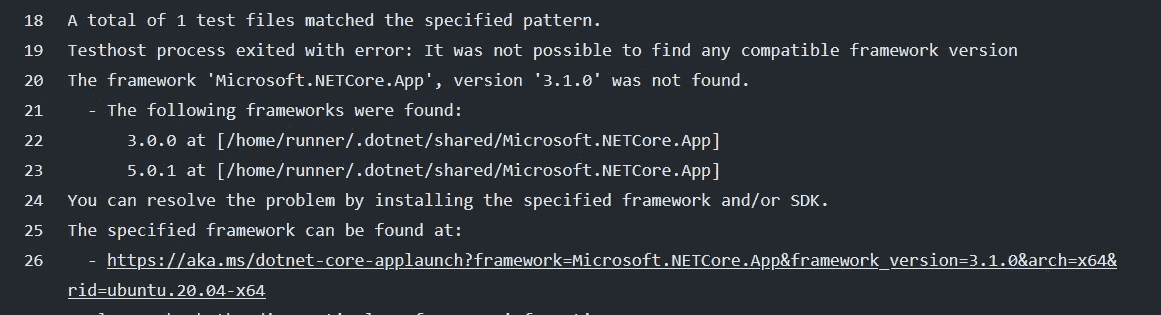 18 A total of 1 test files matched the specified pattern.
19 Testhost process exited with error: It was not possible to find any compatible framework version
20 The framework 'Microsoft.NETCore.App', version '3.1.0' was not found.
21 - The following frameworks were found:
22 3.0.0 at [/home/runner/.dotnet/shared/Microsoft.NETCore.App]
23 5.0.1 at [/home/runner/.dotnet/shared/Microsoft.NETCore.App]
24 You can resolve the problem by installing the specified framework and/or SDK.
25 The specified framework can be found at:
26 - https://aka.ms/dotnet-core-applaunch?framework=Microsoft.NETCore.App&framework_version=3.1.0&arch=x64&
rid=ubuntu.20.04-x64